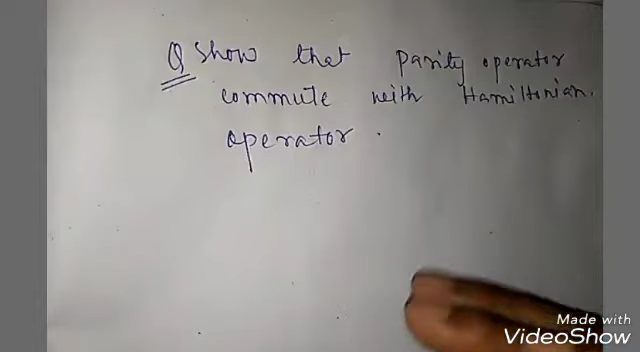 Q Show that parity operator
commute with Hamiltonian.
operator.
Made with
VideoShow